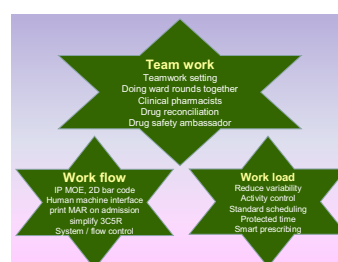 Team work
Teamwork setting
Doing ward rounds together
Clinical pharmacists
Drug reconciliation
Drug safety ambassador
Work flow
IP MOE, 2D bar code
Human machine interface
print MAR on admission
simplify 3C5R
System / flow control
Work load
Reduce variability
Activity control
Standard scheduling
Protected time
Smart prescribing